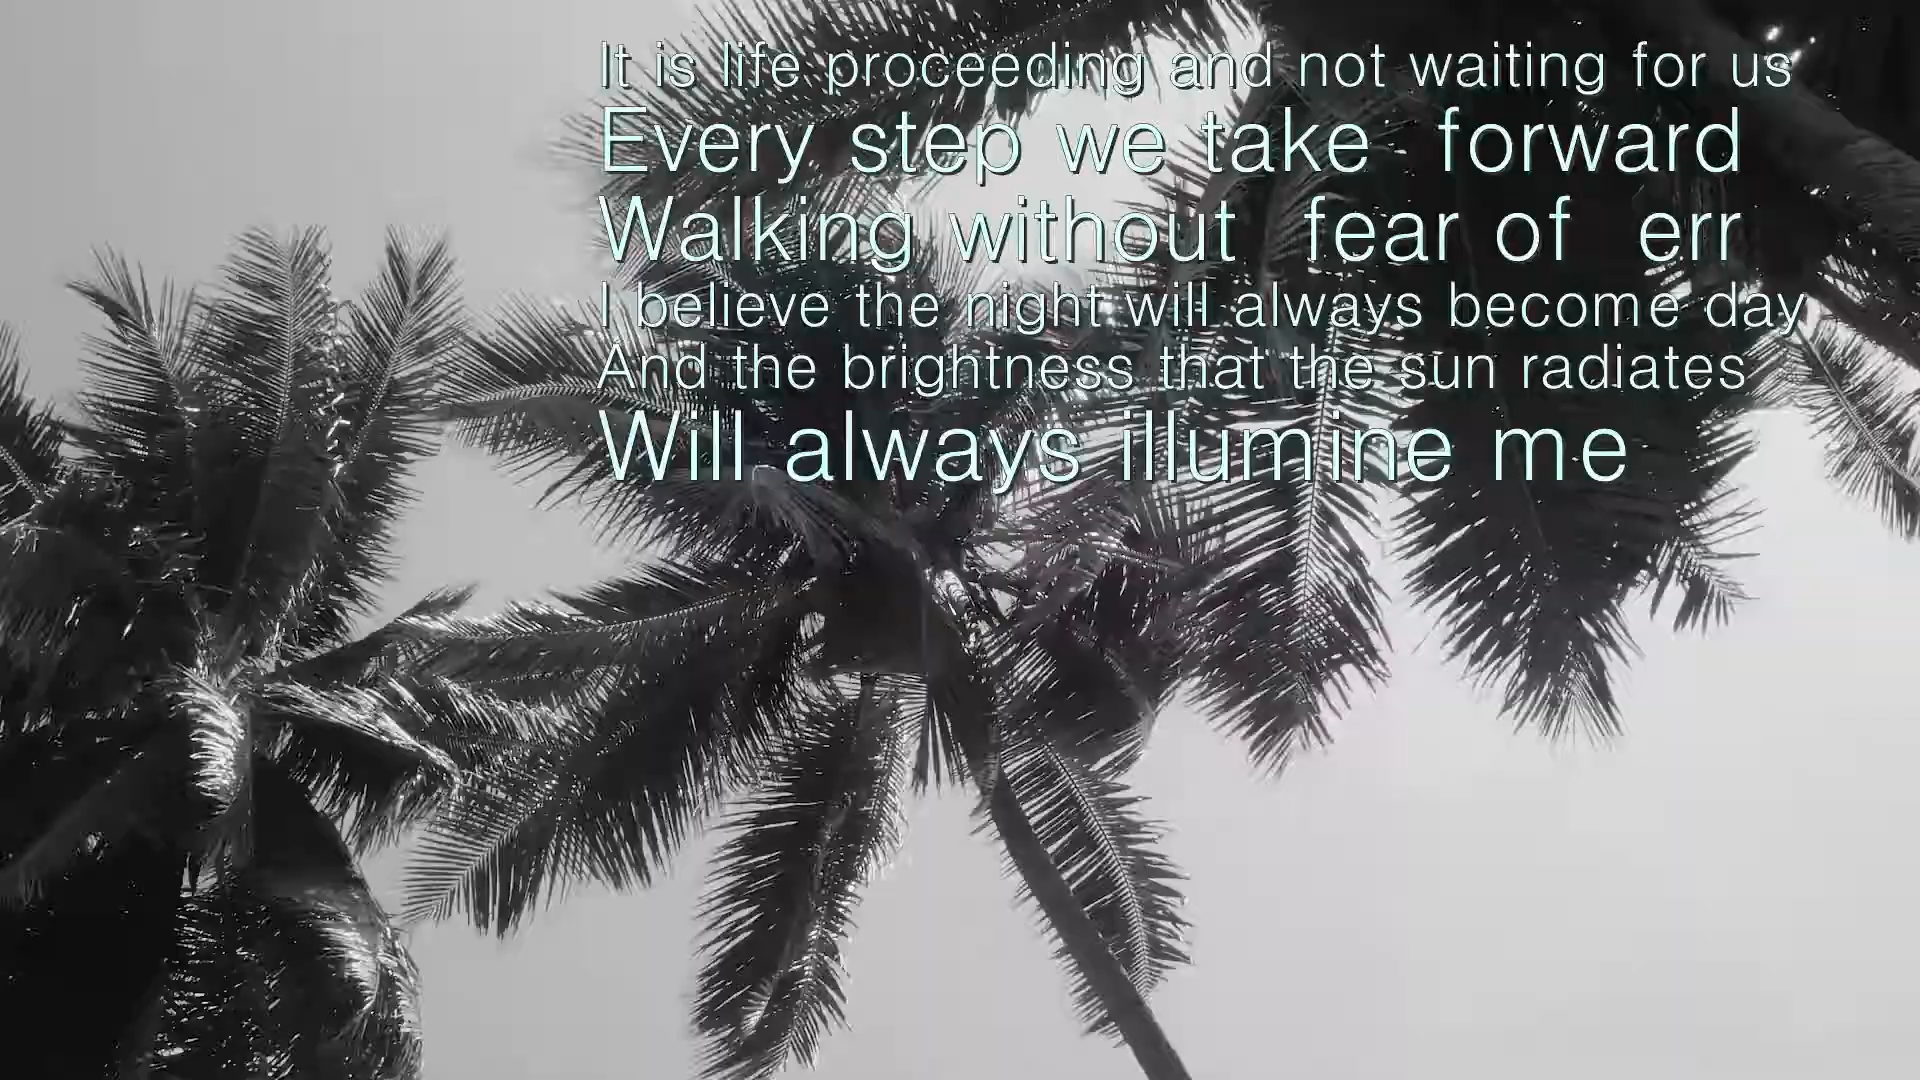 It is life proceeding and not waiting for us
Every step we take forward
Walking without fear of err
I believe the night will always become day
And the brightness that the sun radiates
Will always illumine me